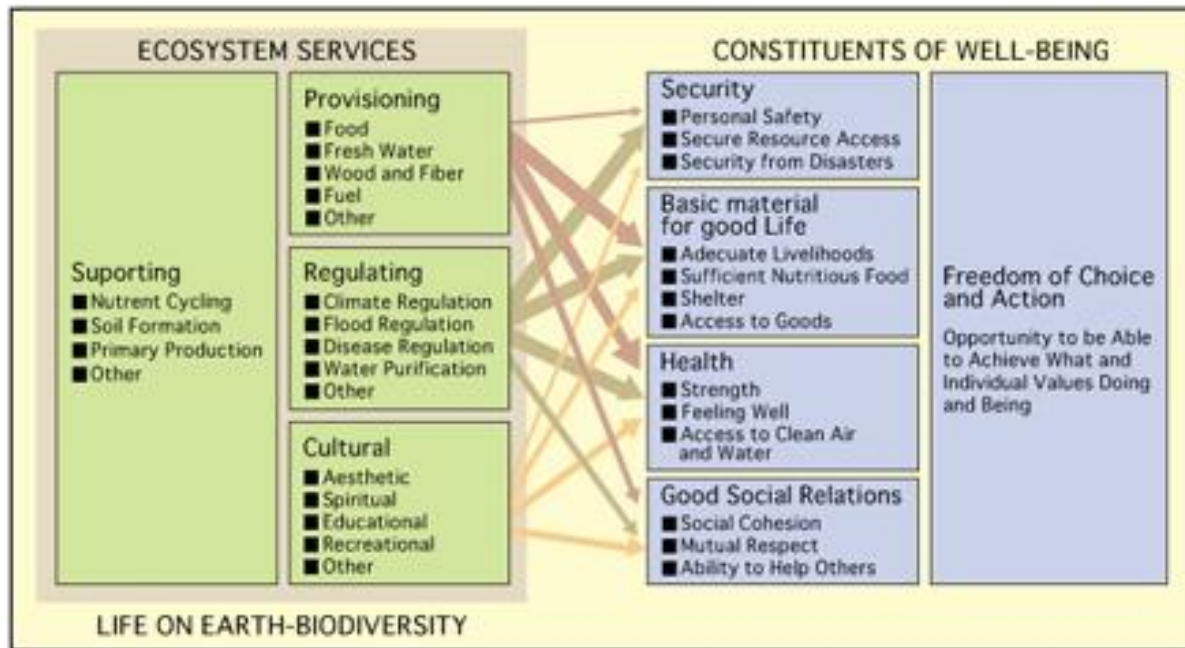 ECOSYSTEM SERVICES
Suporting
■ Nutrent Cycling
■ Soil Formation
■ Primary Production
■ Other
Provisioning
■ Food
■ Fresh Water
■ Wood and Fiber
■ Fuel
■ Other
Regulating
■ Climate Regulation
■ Flood Regulation
■ Disease Regulation
■ Water Purification
■ Other
Cultural
■ Aesthetic
■ Spiritual
■ Educational
■ Recreational
■ Other
LIFE ON EARTH-BIODIVERSITY
CONSTITUENTS OF WELL-BEING
Security
■ Personal Safety
■ Secure Resource Access
■ Security from Disasters
Basic material
for good Life
■ Adequate Livelihoods
■ Sufficient Nutritious Food
■ Shelter
■ Access to Goods
Health
■ Strength
■ Feeling Well
■ Access to Clean Air
and Water
Good Social Relations
■ Social Cohesion
■ Mutual Respect
■ Ability to Help Others
Freedom of Choice
and Action
Opportunity to be Able
to Achieve What and
Individual Values Doing
and Being